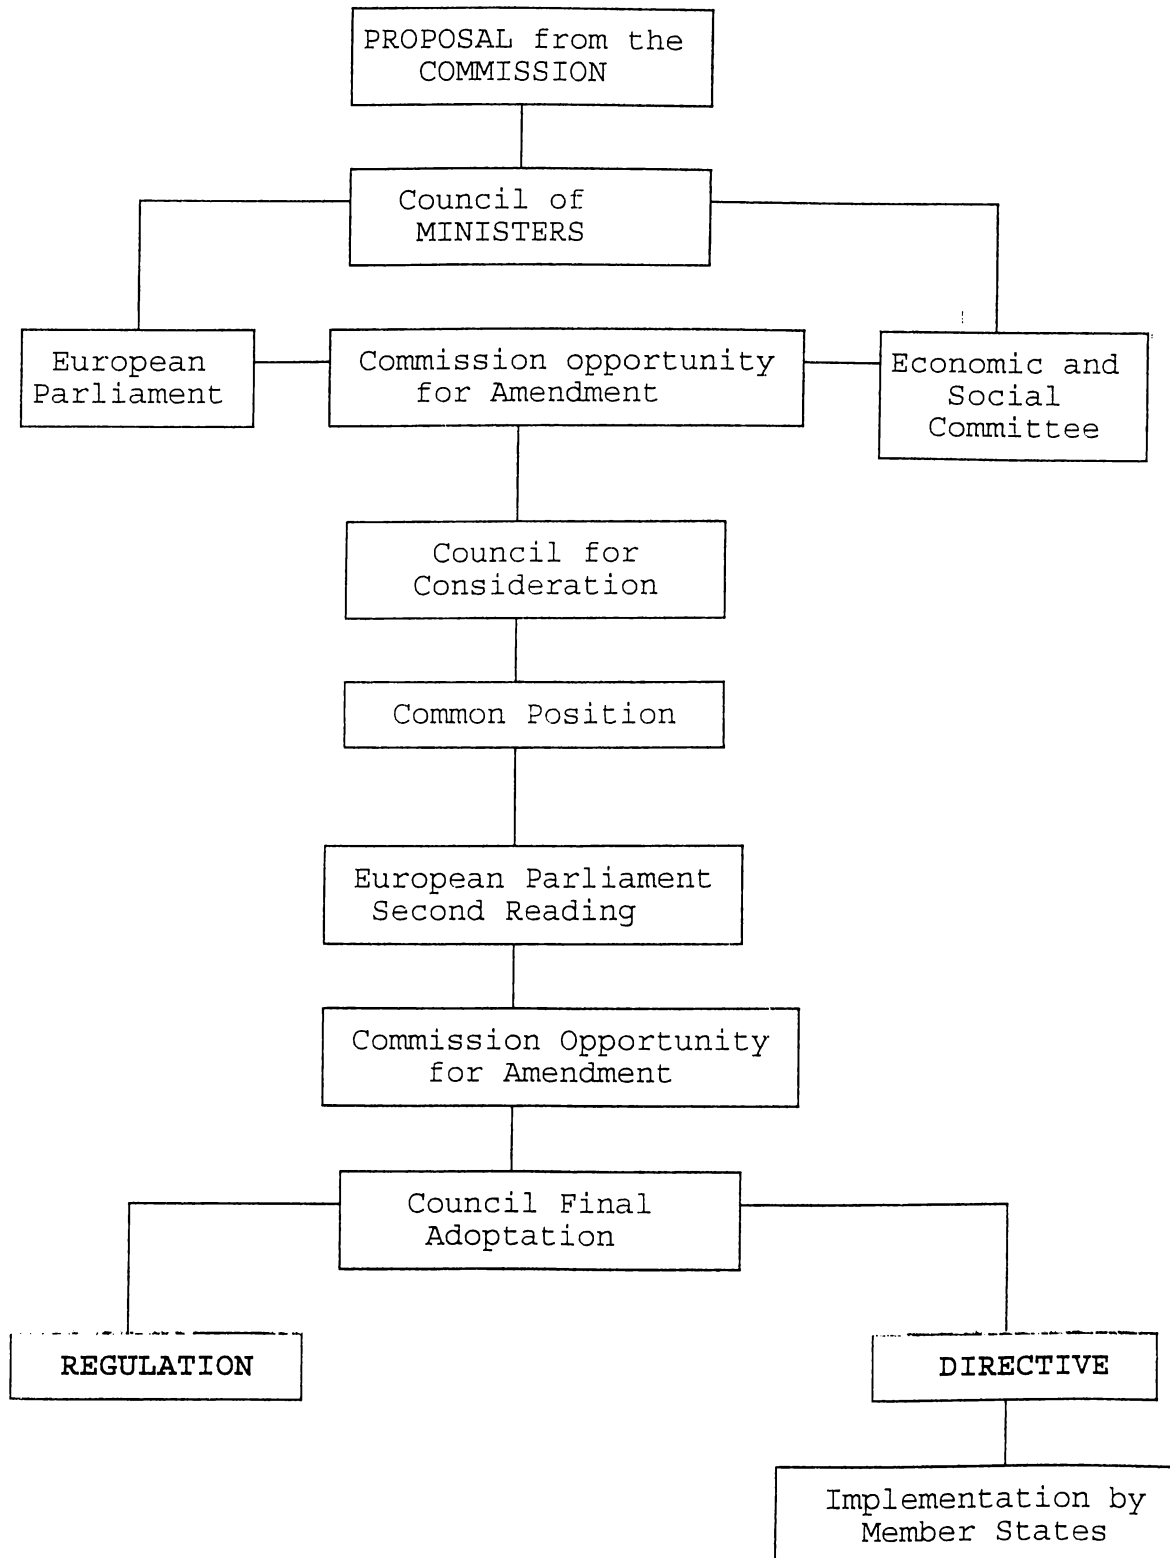 PROPOSAL from the
COMMISSION
Council of
MINISTERS
European
Parliament
Commission opportunity
for Amendment
Economic and
Social
Committee
Council for
Consideration
Common Position
European Parliament
Second Reading
Commission Opportunity
for Amendment
Council Final
Adoptation
REGULATION
DIRECTIVE
Implementation by
Member States